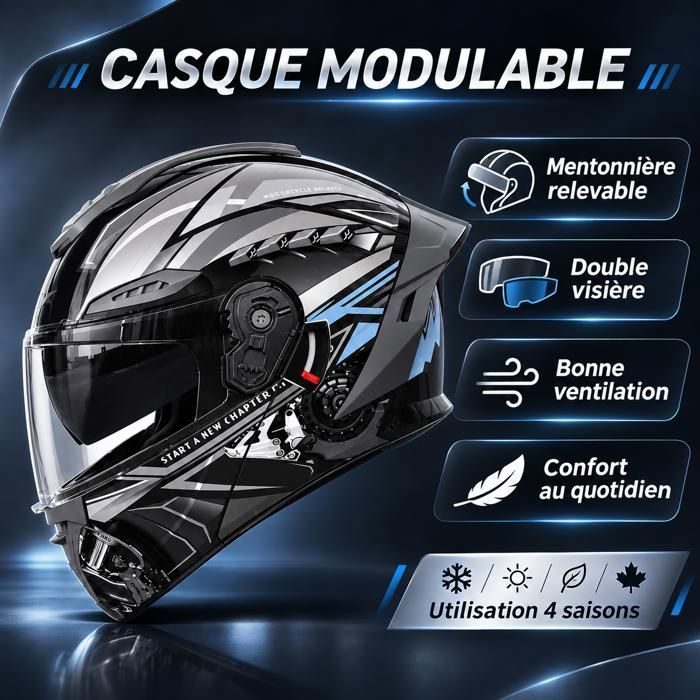 CASQUE MODULABLE
MOTORCYCLE HELMETS
Mentonnière
relevable
Double
visière
Bonne
ventilation
START A NEW CHAPTER
Confort
au quotidien
Utilisation 4 saisons